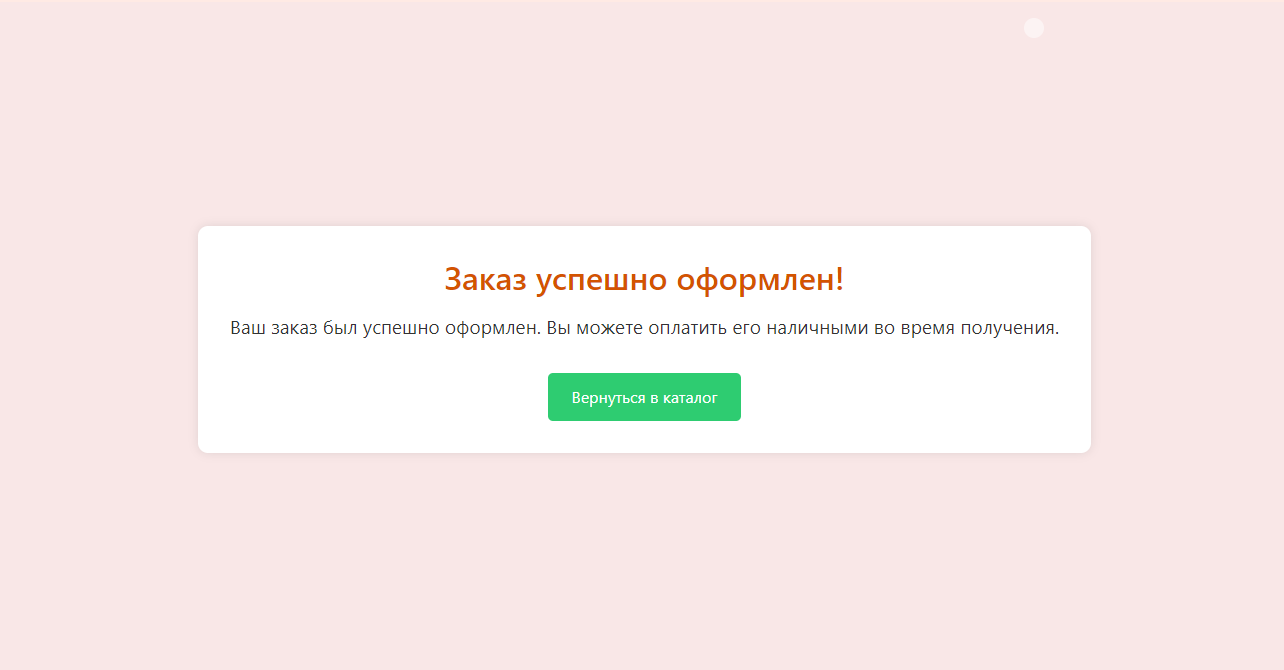 Заказ успешно оформлен!
Ваш заказ был успешно оформлен. Вы можете оплатить его наличными во время получения.
Вернуться в каталог